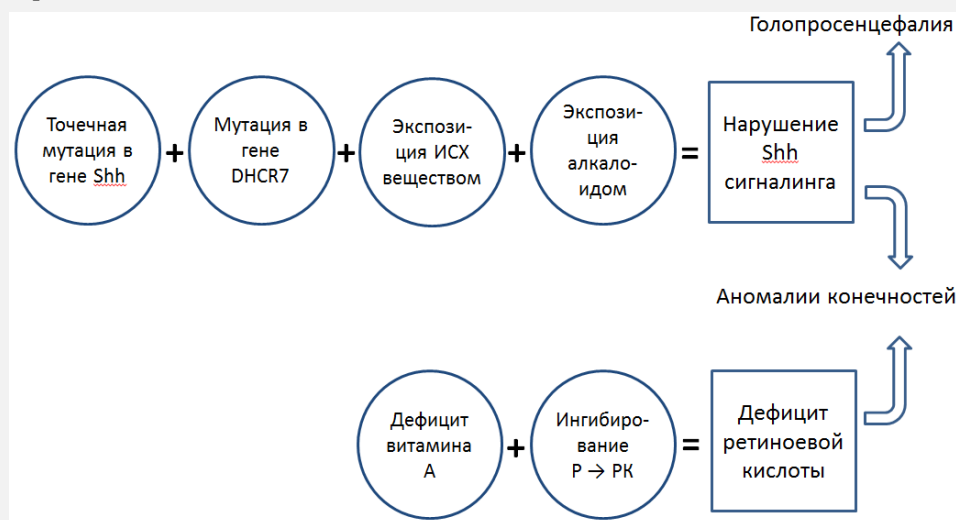 Голопросенцефалия
Точечная
мутация в
гене Shh
+
Мутация в
гене
DHCR7
+
Экспози-
ция ИСХ
веществом
+
Экспози-
ция
алкало-
идом
=
Нарушение
Shh
сигналинга
Аномалии конечностей
Дефицит
витамина
А
+
Ингибиро-
вание
Р → РК
=
Дефицит
ретиноевой
кислоты